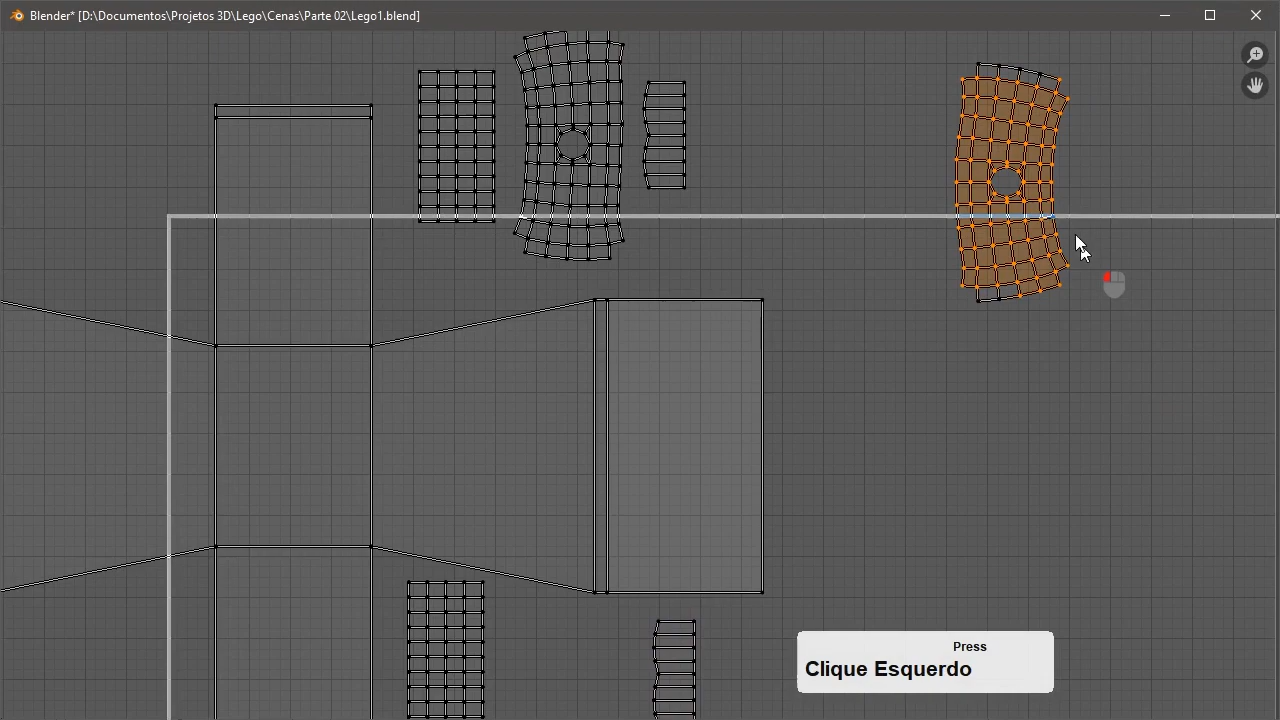 Blender* [D:\Documentos\Projetos 3D\Lego\Cenas\Parte 02\Lego1.blend]
Press
Clique Esquerdo